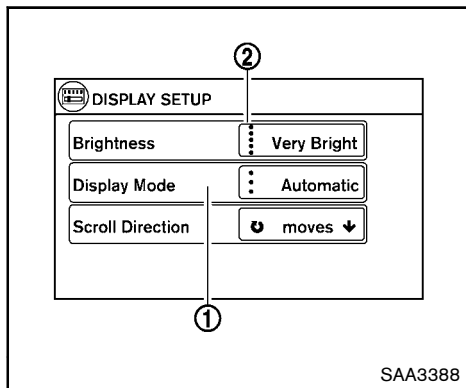 ②
DISPLAY SETUP
Brightness Very Bright
Display Mode Automatic
Scroll Direction ↻ moves ↓
①
SAA3388